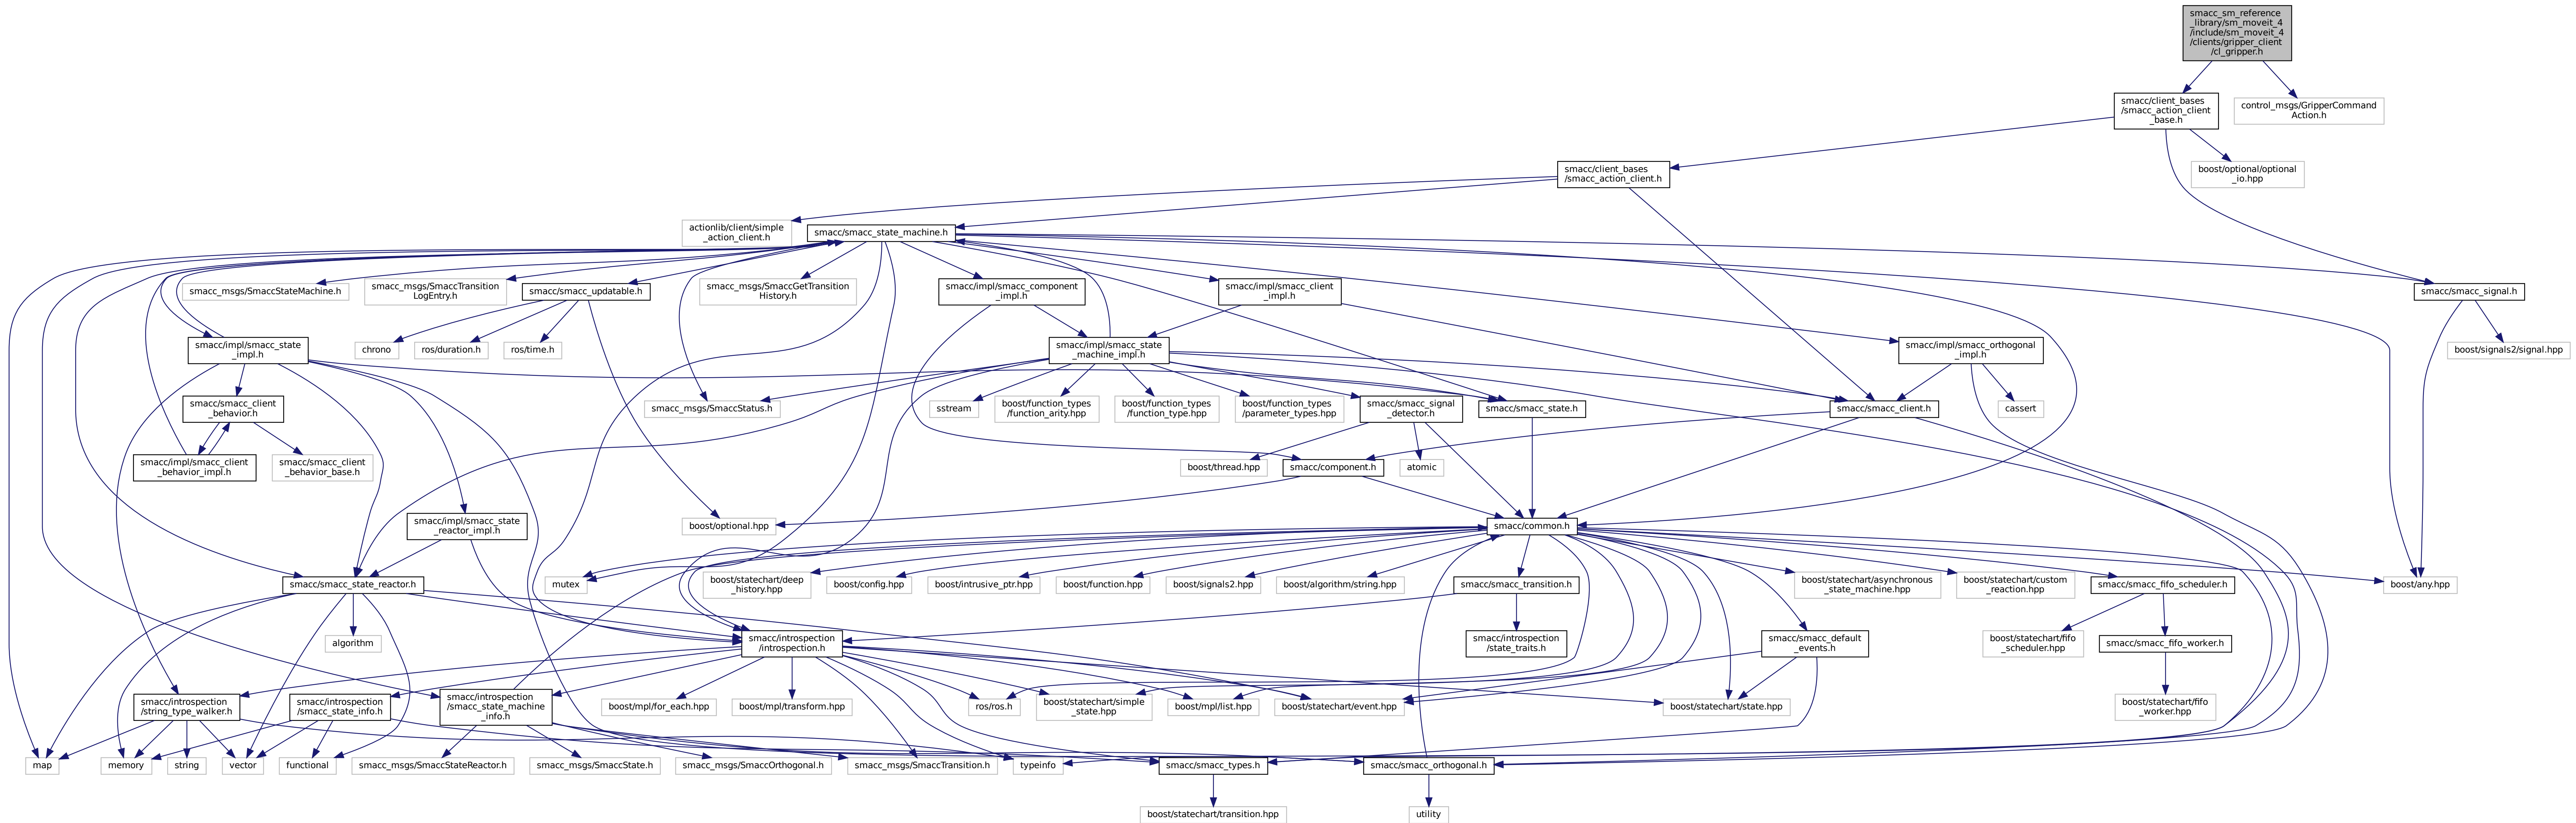 smacc_sm_reference
_library/sm_moveit_4
/include/sm_moveit_4
/clients/gripper_client
/cl_gripper.h
smacc/client_bases
/smacc_action_client
_base.h
control_msgs/GripperCommand
Action.h
smacc/client_bases
/smacc_action_client.h
boost/optional/optional
_io.hpp
actionlib/client/simple
_action_client.h
smacc/smacc_state_machine.h
smacc_msgs/SmaccStateMachine.h
smacc_msgs/SmaccTransition
LogEntry.h
smacc/smacc_updatable.h
smacc_msgs/SmaccGetTransition
History.h
smacc/impl/smacc_component
_impl.h
smacc/impl/smacc_client
_impl.h
smacc/smacc_signal.h
chrono
ros/duration.h
ros/time.h
smacc/impl/smacc_state
_impl.h
smacc/impl/smacc_state
_machine_impl.h
smacc/impl/smacc_orthogonal
_impl.h
boost/signals2/signal.hpp
smacc/smacc_client
_behavior.h
smacc_msgs/SmaccStatus.h
sstream
boost/function_types
/function_arity.hpp
boost/function_types
/function_type.hpp
boost/function_types
/parameter_types.hpp
smacc/smacc_signal
_detector.h
smacc/smacc_state.h
smacc/smacc_client.h
cassert
smacc/impl/smacc_client
_behavior_impl.h
smacc/smacc_client
_behavior_base.h
boost/thread.hpp
smacc/component.h
atomic
smacc/impl/smacc_state
_reactor_impl.h
boost/optional.hpp
smacc/common.h
smacc/smacc_state_reactor.h
mutex
boost/statechart/deep
_history.hpp
boost/config.hpp
boost/intrusive_ptr.hpp
boost/function.hpp
boost/signals2.hpp
boost/algorithm/string.hpp
smacc/smacc_transition.h
boost/statechart/asynchronous
_state_machine.hpp
boost/statechart/custom
_reaction.hpp
smacc/smacc_fifo_scheduler.h
boost/any.hpp
algorithm
smacc/introspection
/introspection.h
smacc/introspection
/state_traits.h
smacc/smacc_default
_events.h
boost/statechart/fifo
_scheduler.hpp
smacc/smacc_fifo_worker.h
smacc/introspection
/string_type_walker.h
smacc/introspection
/smacc_state_info.h
smacc/introspection
/smacc_state_machine
_info.h
boost/mpl/for_each.hpp
boost/mpl/transform.hpp
ros/ros.h
boost/statechart/simple
_state.hpp
boost/mpl/list.hpp
boost/statechart/event.hpp
boost/statechart/state.hpp
boost/statechart/fifo
_worker.hpp
map
memory
string
vector
functional
smacc_msgs/SmaccStateReactor.h
smacc_msgs/SmaccState.h
smacc_msgs/SmaccOrthogonal.h
smacc_msgs/SmaccTransition.h
typeinfo
smacc/smacc_types.h
smacc/smacc_orthogonal.h
boost/statechart/transition.hpp
utility